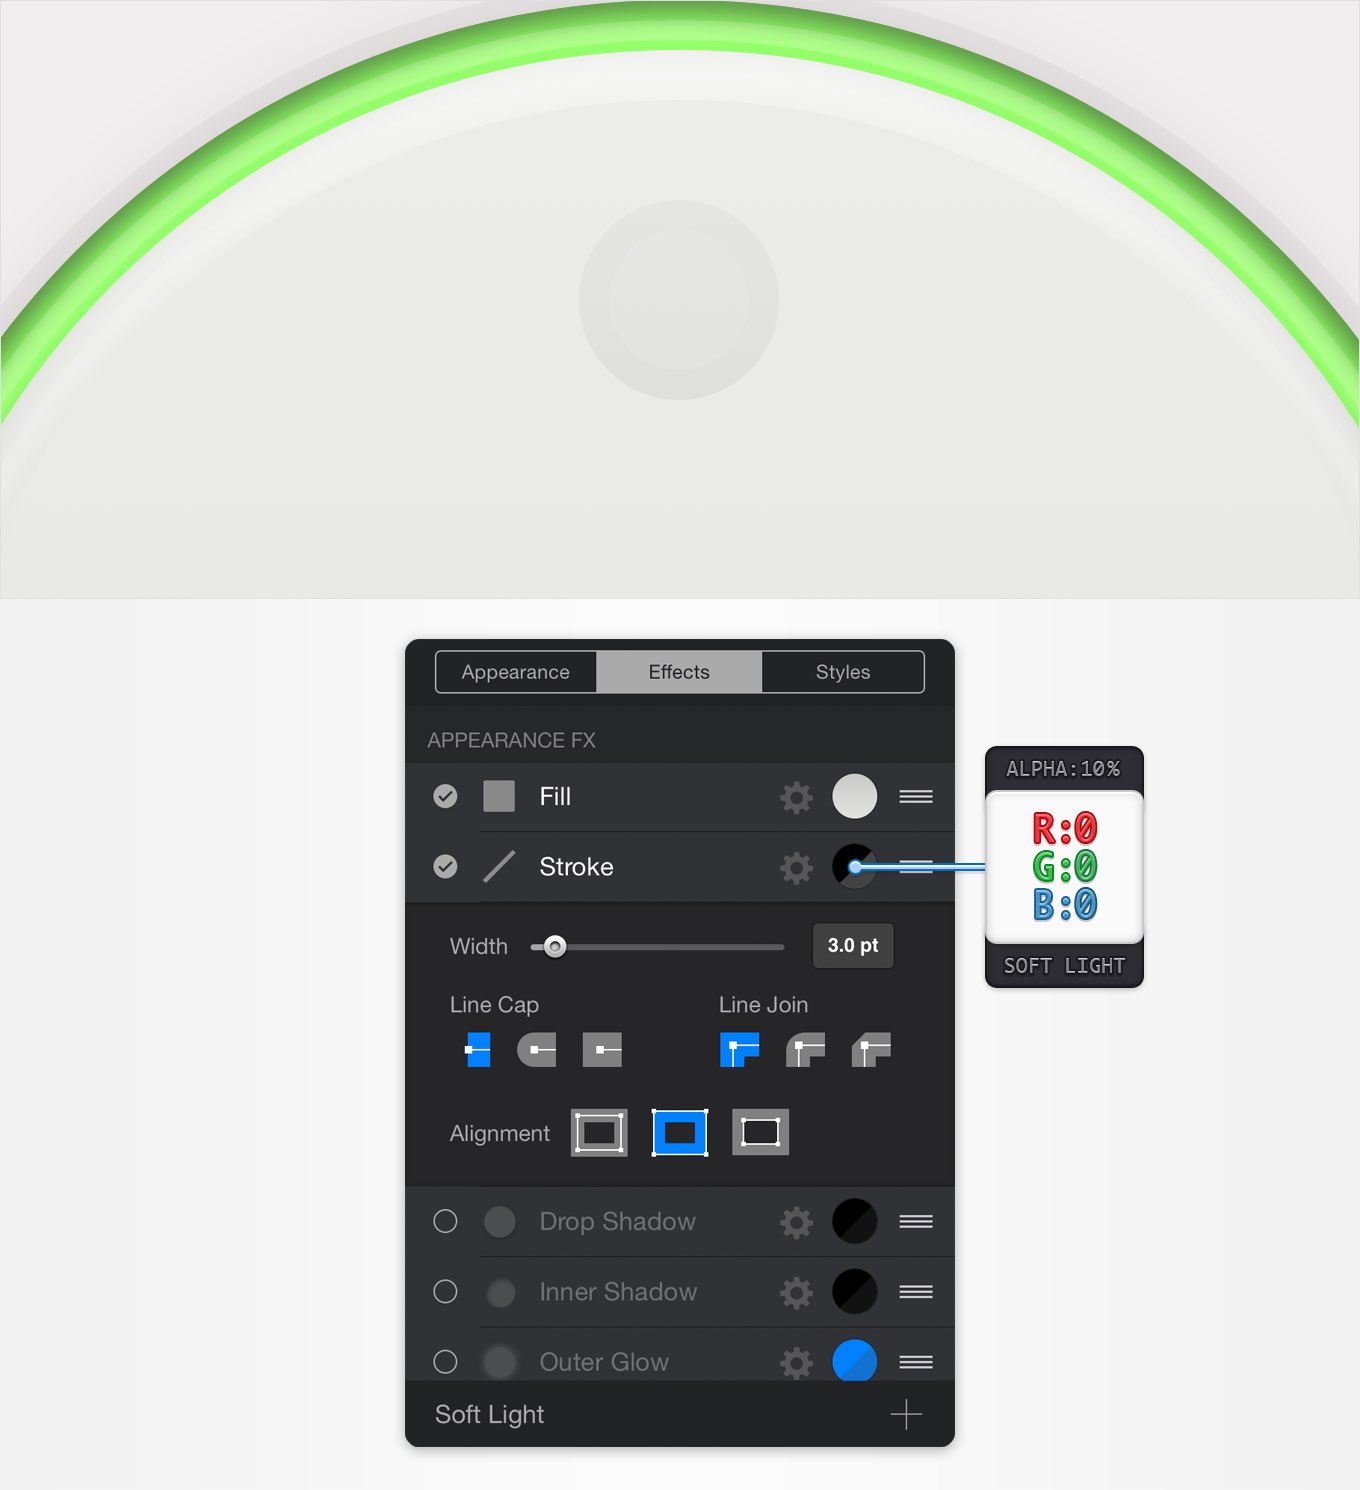 Appearance Effects Styles
APPEARANCE FX
Fill
Stroke
ALPHA:10%
R:0
G:0
B:0
SOFT LIGHT
Width 3.0 pt
Line Cap Line Join
Alignment
Drop Shadow
Inner Shadow
Outer Glow
Soft Light